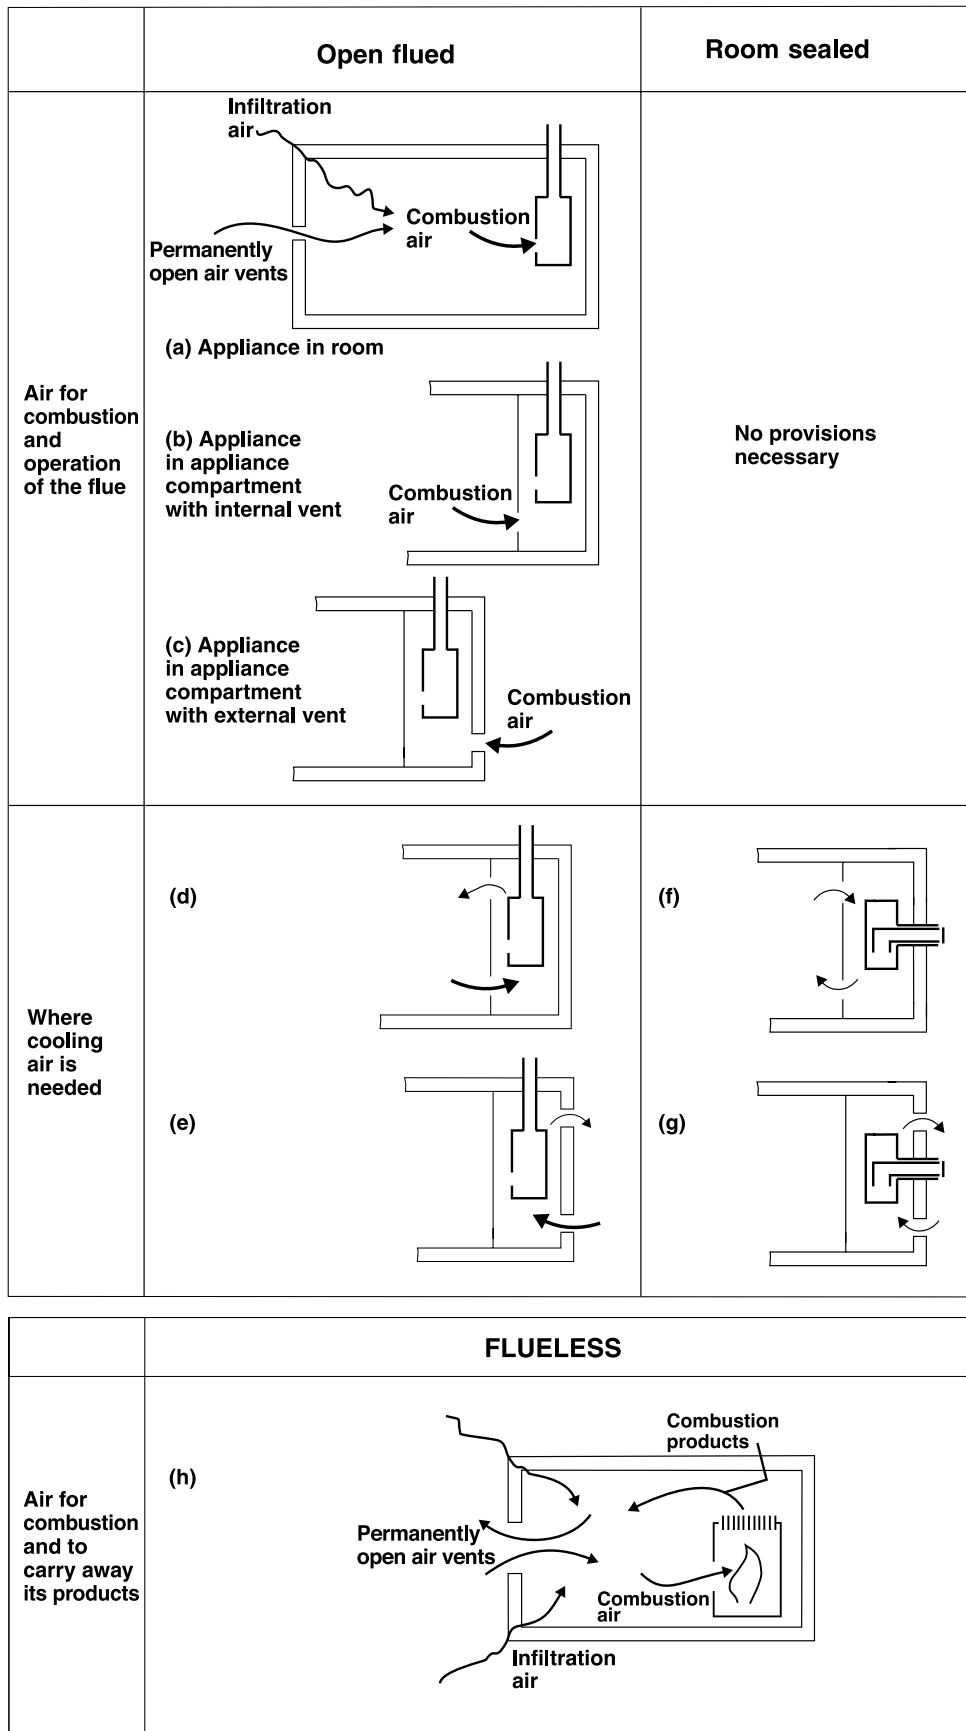 Open flued
Room sealed
Air for
combustion
and
operation
of the flue
Infiltration
air
Permanently
open air vents
Combustion
air
(a) Appliance in room
(b) Appliance
in appliance
compartment
with internal vent
Combustion
air
(c) Appliance
in appliance
compartment
with external vent
Combustion
air
No provisions
necessary
Where
cooling
air is
needed
(d)
(e)
(f)
(g)
FLUELESS
Air for
combustion
and to
carry away
its products
(h)
Combustion
products
Permanently
open air vents
Combustion
air
Infiltration
air